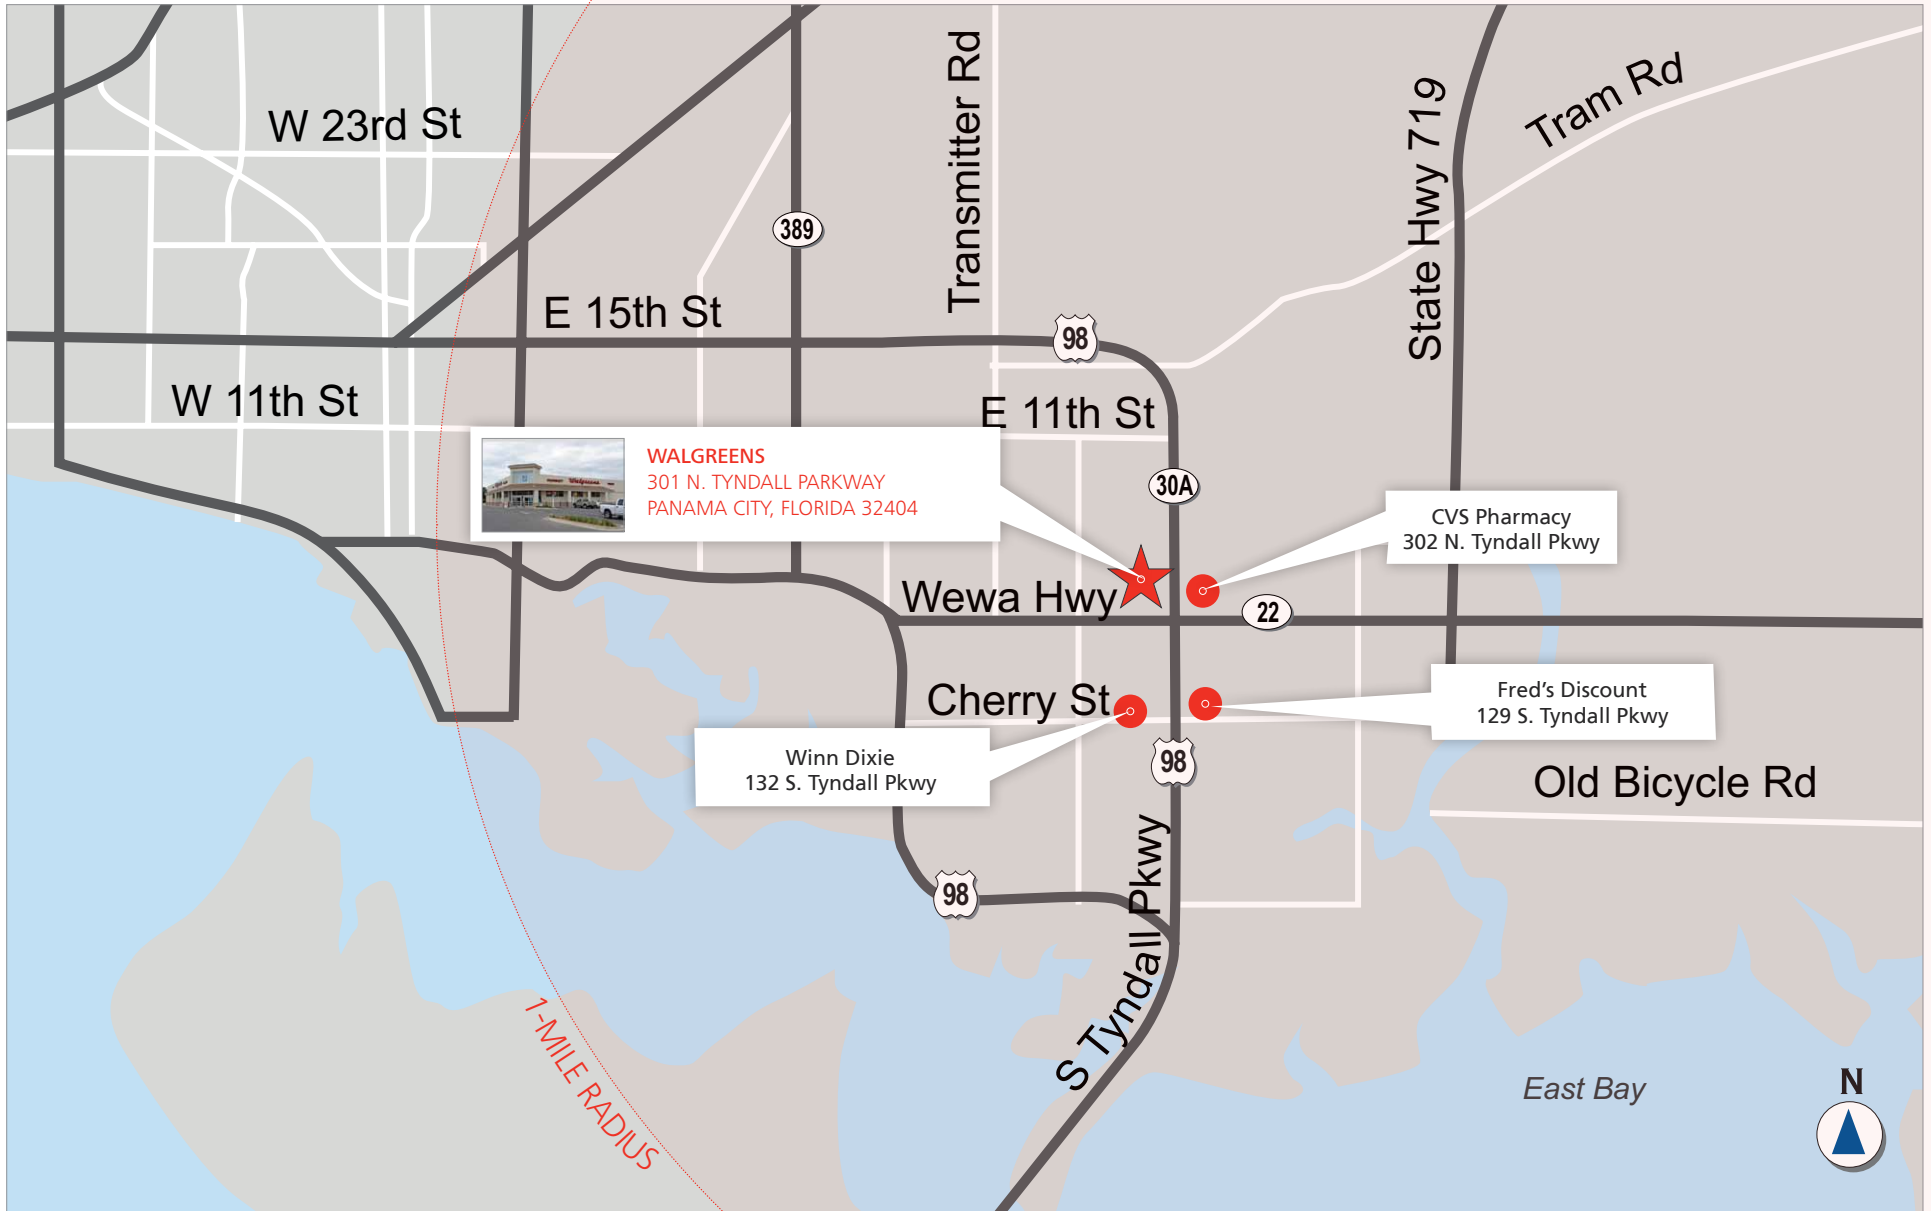 W 23rd St
Transmitter Rd
State Hwy 719
Tram Rd
389
E 15th St
98
W 11th St
E 11th St
WALGREENS
301 N. TYNDALL PARKWAY
PANAMA CITY, FLORIDA 32404
Walgreens
30A
CVS Pharmacy
302 N. Tyndall Pkwy
Wewa Hwy
22
Cherry St
Fred’s Discount
129 S. Tyndall Pkwy
Winn Dixie
132 S. Tyndall Pkwy
98
Old Bicycle Rd
98
S Tyndall Pkwy
1-MILE RADIUS
East Bay
N